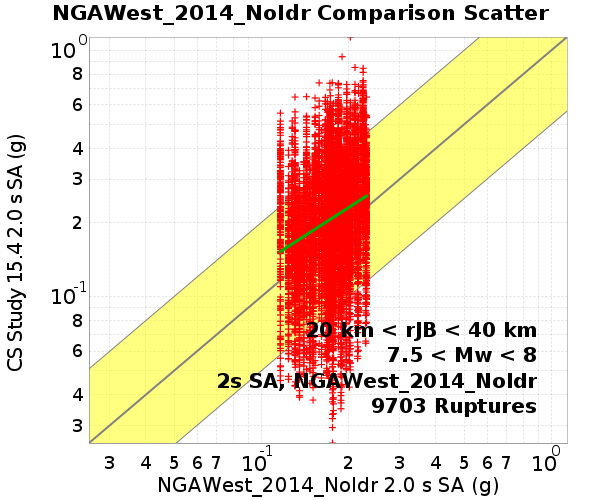 NGAWest_2014_NoIdr Comparison Scatter
CS Study 15.4 2.0 s SA (g)
10^0
8
6
4
3
2
10^-1
8
6
4
3
20 km < rJB < 40 km
7.5 < Mw < 8
2s SA, NGAWest_2014_NoIdr
9703 Ruptures
3 4 5 6 7 10^-1 2 3 4 5 6 7 10^0
NGAWest_2014_NoIdr 2.0 s SA (g)